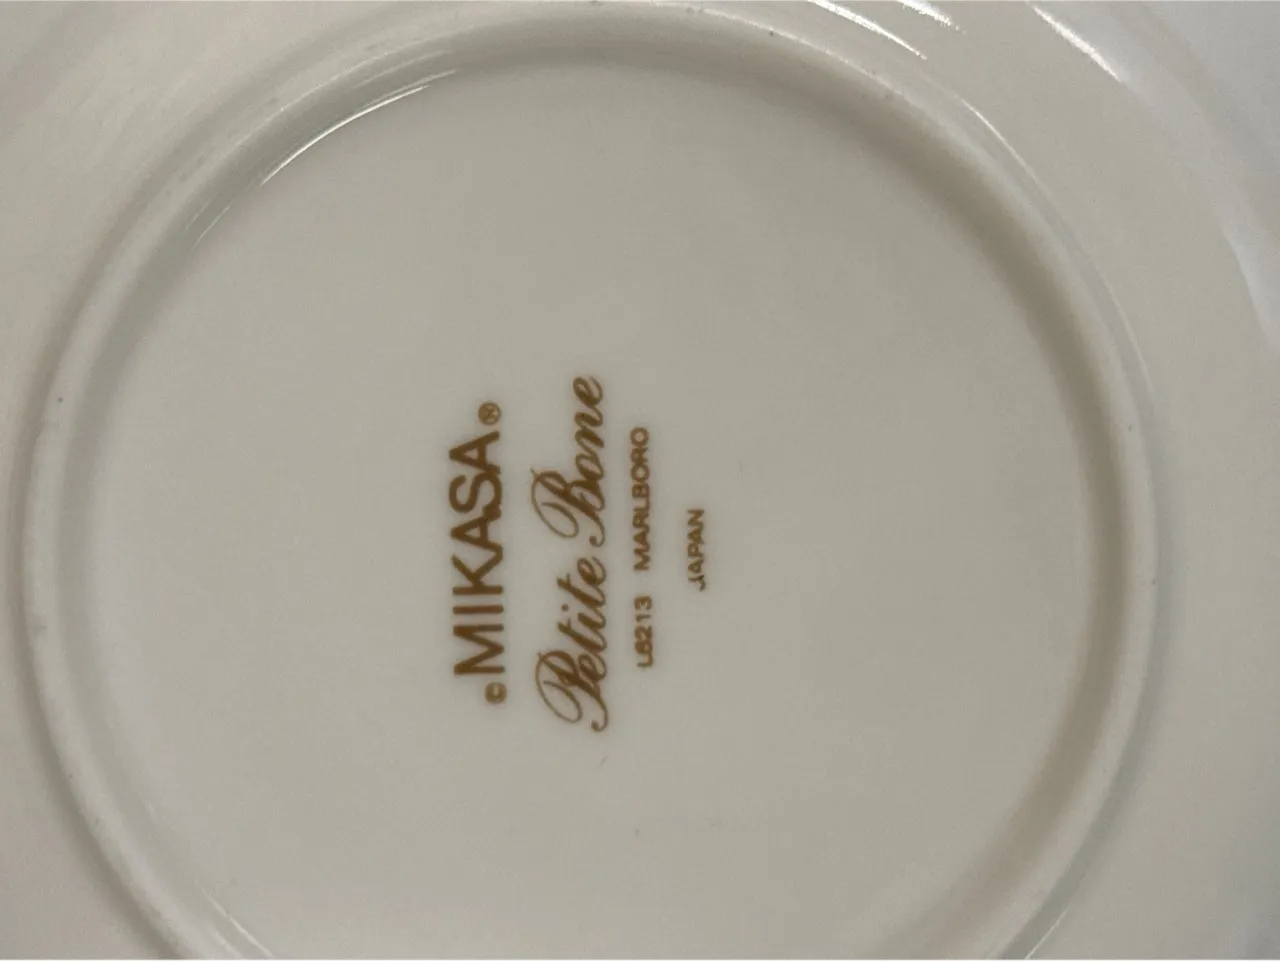 © MIKASA®
Petite Bone
L6213 MARLBORO
JAPAN